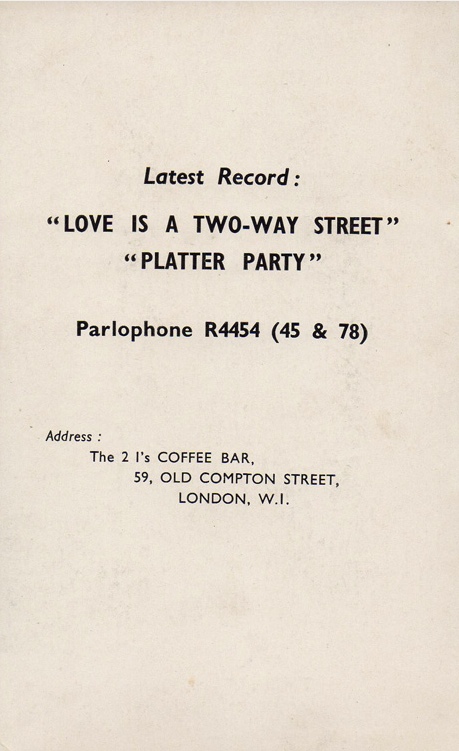 Latest Record :
“LOVE IS A TWO-WAY STREET”
“PLATTER PARTY”
Parlophone R4454 (45 & 78)
Address :
The 2 I's COFFEE BAR,
59, OLD COMPTON STREET,
LONDON, W.I.